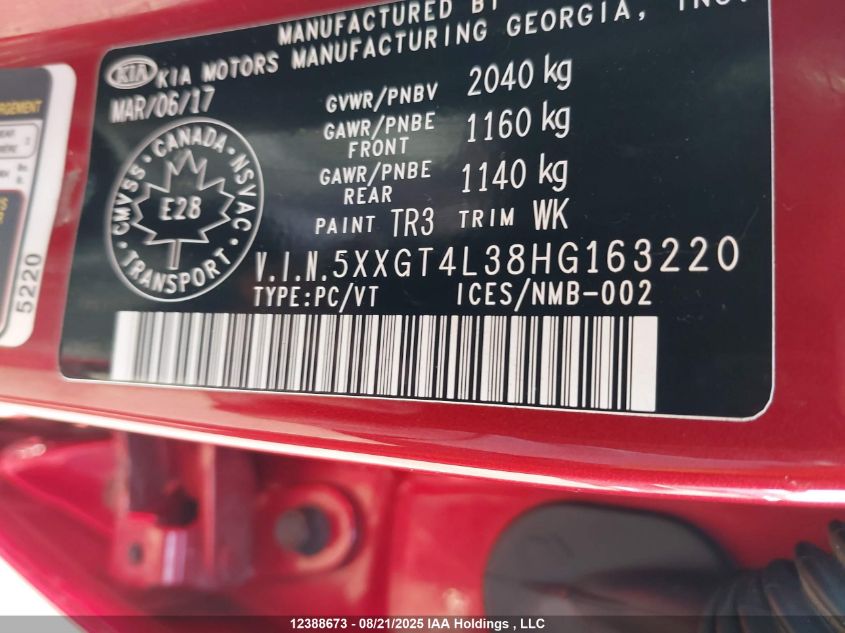 MANUFACTURED BY
KIA MOTORS MANUFACTURING GEORGIA, INC.
KIA
MAR/06/17
GVWR/PNBV 2040 kg
GAWR/PNBE FRONT 1160 kg
GAWR/PNBE REAR 1140 kg
PAINT TR3 TRIM WK
CMVSS · CANADA · NSVAC
E28
TRANSPORT
V.I.N.5XXGT4L38HG163220
TYPE:PC/VT ICES/NMB-002
5220
12388673 - 08/21/2025 IAA Holdings , LLC